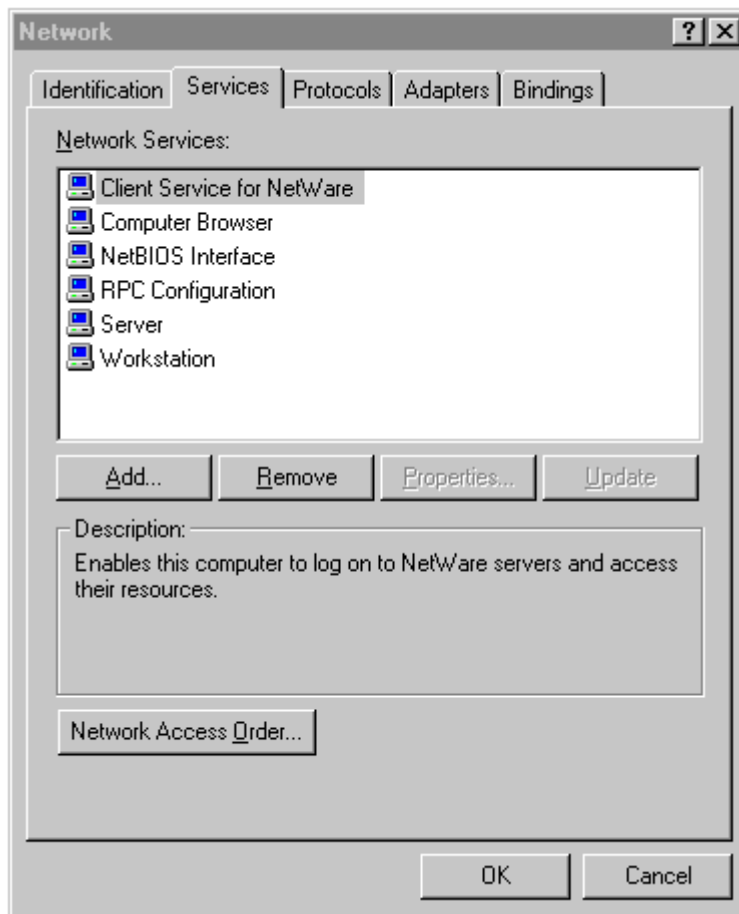 Network
Identification Services Protocols Adapters Bindings
Network Services:
Client Service for NetWare
Computer Browser
NetBIOS Interface
RPC Configuration
Server
Workstation
Add... Remove Properties... Update
Description:
Enables this computer to log on to NetWare servers and access
their resources.
Network Access Order...
OK Cancel